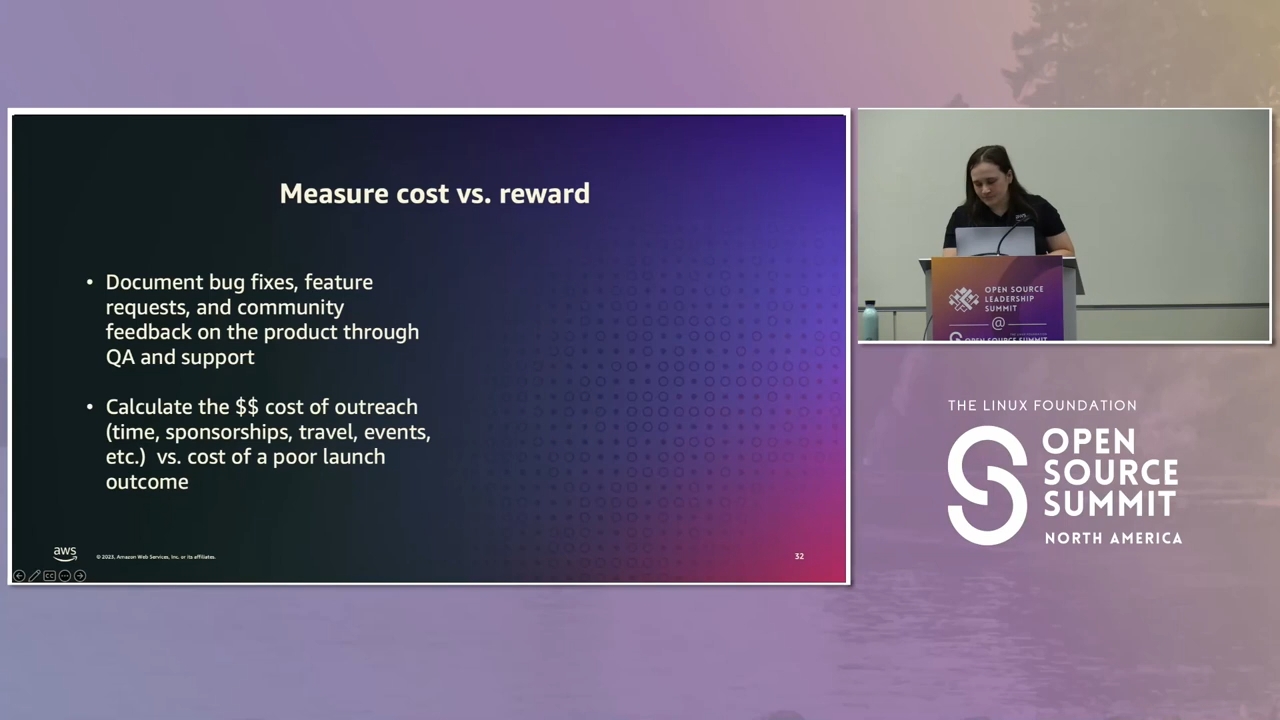 Measure cost vs. reward
• Document bug fixes, feature
requests, and community
feedback on the product through
QA and support
• Calculate the $$ cost of outreach
(time, sponsorships, travel, events,
etc.)  vs. cost of a poor launch
outcome
aws
© 2023, Amazon Web Services, Inc. or its affiliates.
32
CC
aws
OPEN SOURCE
LEADERSHIP
SUMMIT
@
OPEN SOURCE SUMMIT
THE LINUX FOUNDATION
OPEN
SOURCE
SUMMIT
NORTH AMERICA